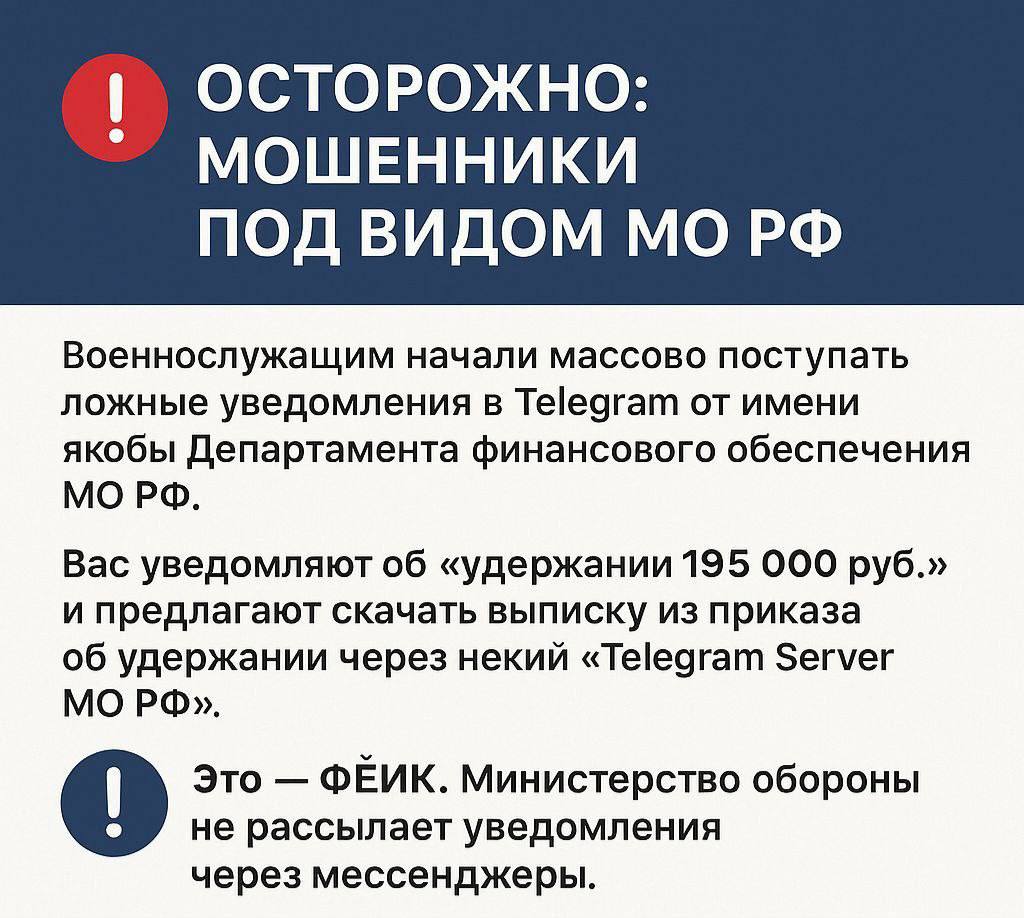 ОСТОРОЖНО:
МОШЕННИКИ
ПОД ВИДОМ МО РФ
Военнослужащим начали массово поступать
ложные уведомления в Telegram от имени
якобы Департамента финансового обеспечения
МО РФ.
Вас уведомляют об «удержании 195 000 руб.»
и предлагают скачать выписку из приказа
об удержании через некий «Telegram Server
МО РФ».
Это — ФӖИК. Министерство обороны
не рассылает уведомления
через мессенджеры.